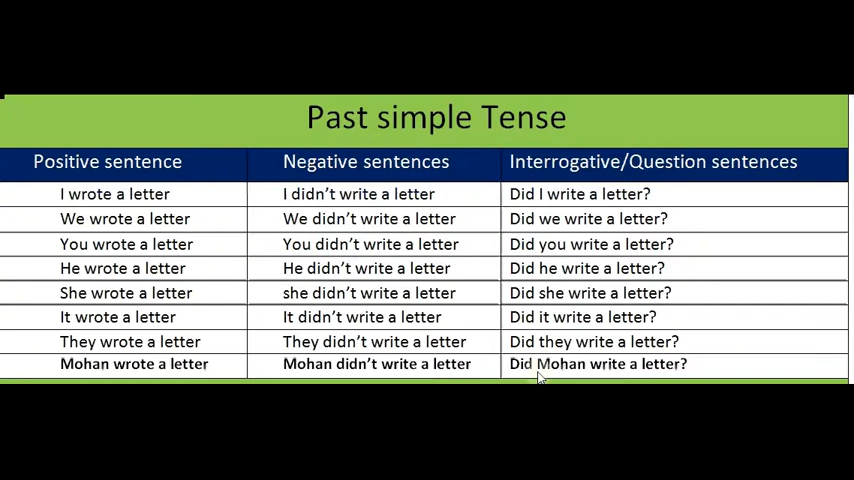 Past simple Tense
Positive sentence Negative sentences Interrogative/Question sentences
I wrote a letter I didn't write a letter Did I write a letter?
We wrote a letter We didn't write a letter Did we write a letter?
You wrote a letter You didn't write a letter Did you write a letter?
He wrote a letter He didn't write a letter Did he write a letter?
She wrote a letter she didn't write a letter Did she write a letter?
It wrote a letter It didn't write a letter Did it write a letter?
They wrote a letter They didn't write a letter Did they write a letter?
Mohan wrote a letter Mohan didn't write a letter Did Mohan write a letter?